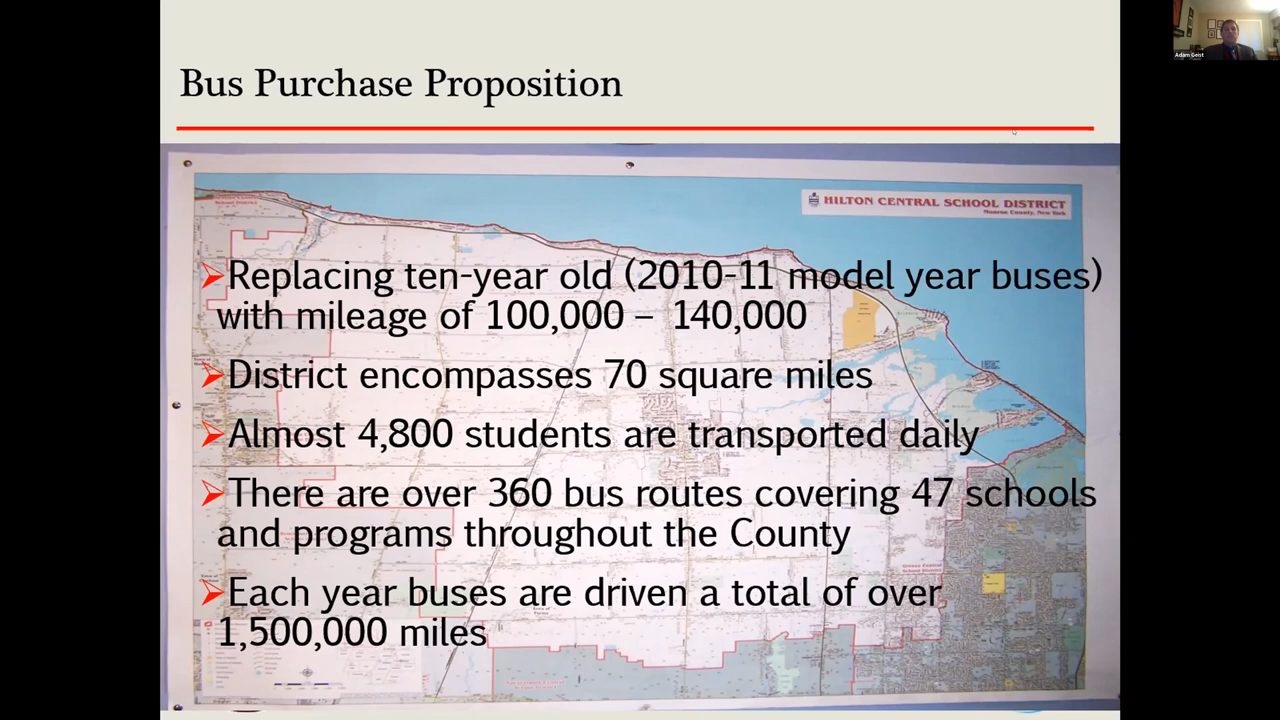 Adam Geist
Bus Purchase Proposition
HILTON CENTRAL SCHOOL DISTRICT
Monroe County, New York
Replacing ten-year old (2010-11 model year buses)
with mileage of 100,000 – 140,000
District encompasses 70 square miles
Almost 4,800 students are transported daily
There are over 360 bus routes covering 47 schools
and programs throughout the County
Each year buses are driven a total of over
1,500,000 miles